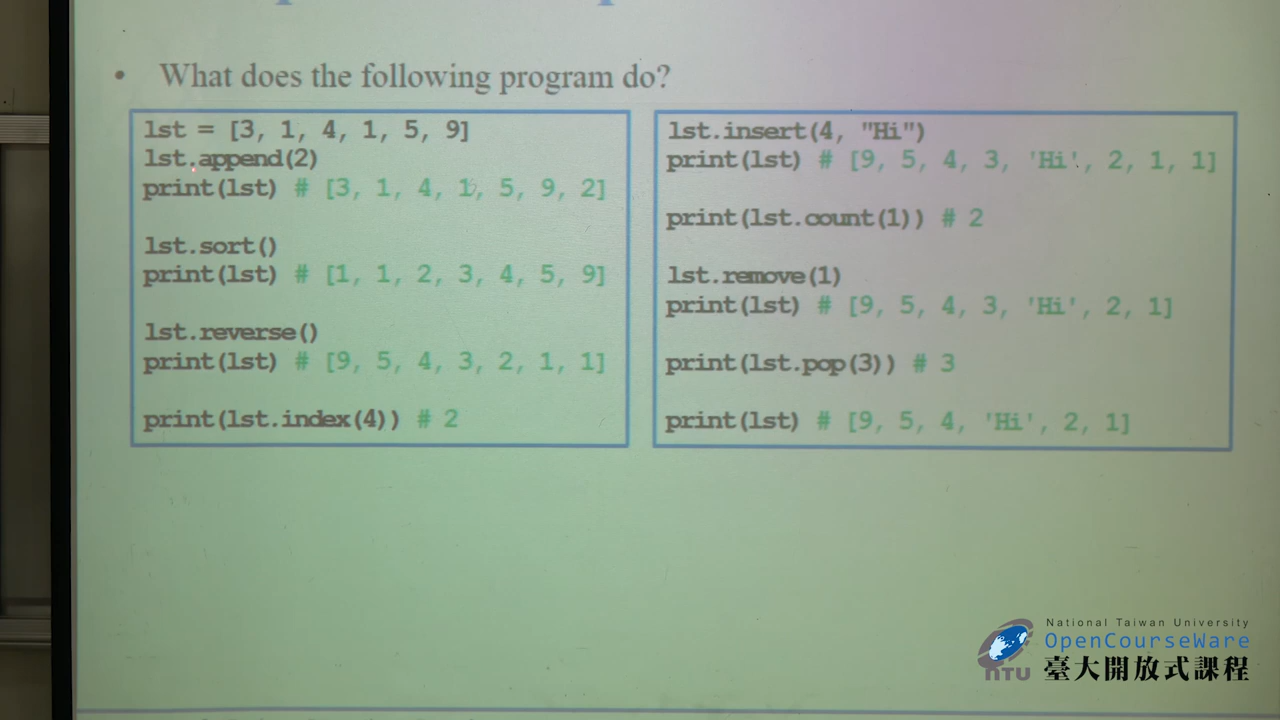 • What does the following program do?
lst = [3, 1, 4, 1, 5, 9]
lst.append(2)
print(lst) # [3, 1, 4, 1, 5, 9, 2]
lst.sort()
print(lst) # [1, 1, 2, 3, 4, 5, 9]
lst.reverse()
print(lst) # [9, 5, 4, 3, 2, 1, 1]
print(lst.index(4)) # 2
lst.insert(4, "Hi")
print(lst) # [9, 5, 4, 3, 'Hi', 2, 1, 1]
print(lst.count(1)) # 2
lst.remove(1)
print(lst) # [9, 5, 4, 3, 'Hi', 2, 1]
print(lst.pop(3)) # 3
print(lst) # [9, 5, 4, 'Hi', 2, 1]
National Taiwan University
OpenCourseWare
NTU
臺大開放式課程